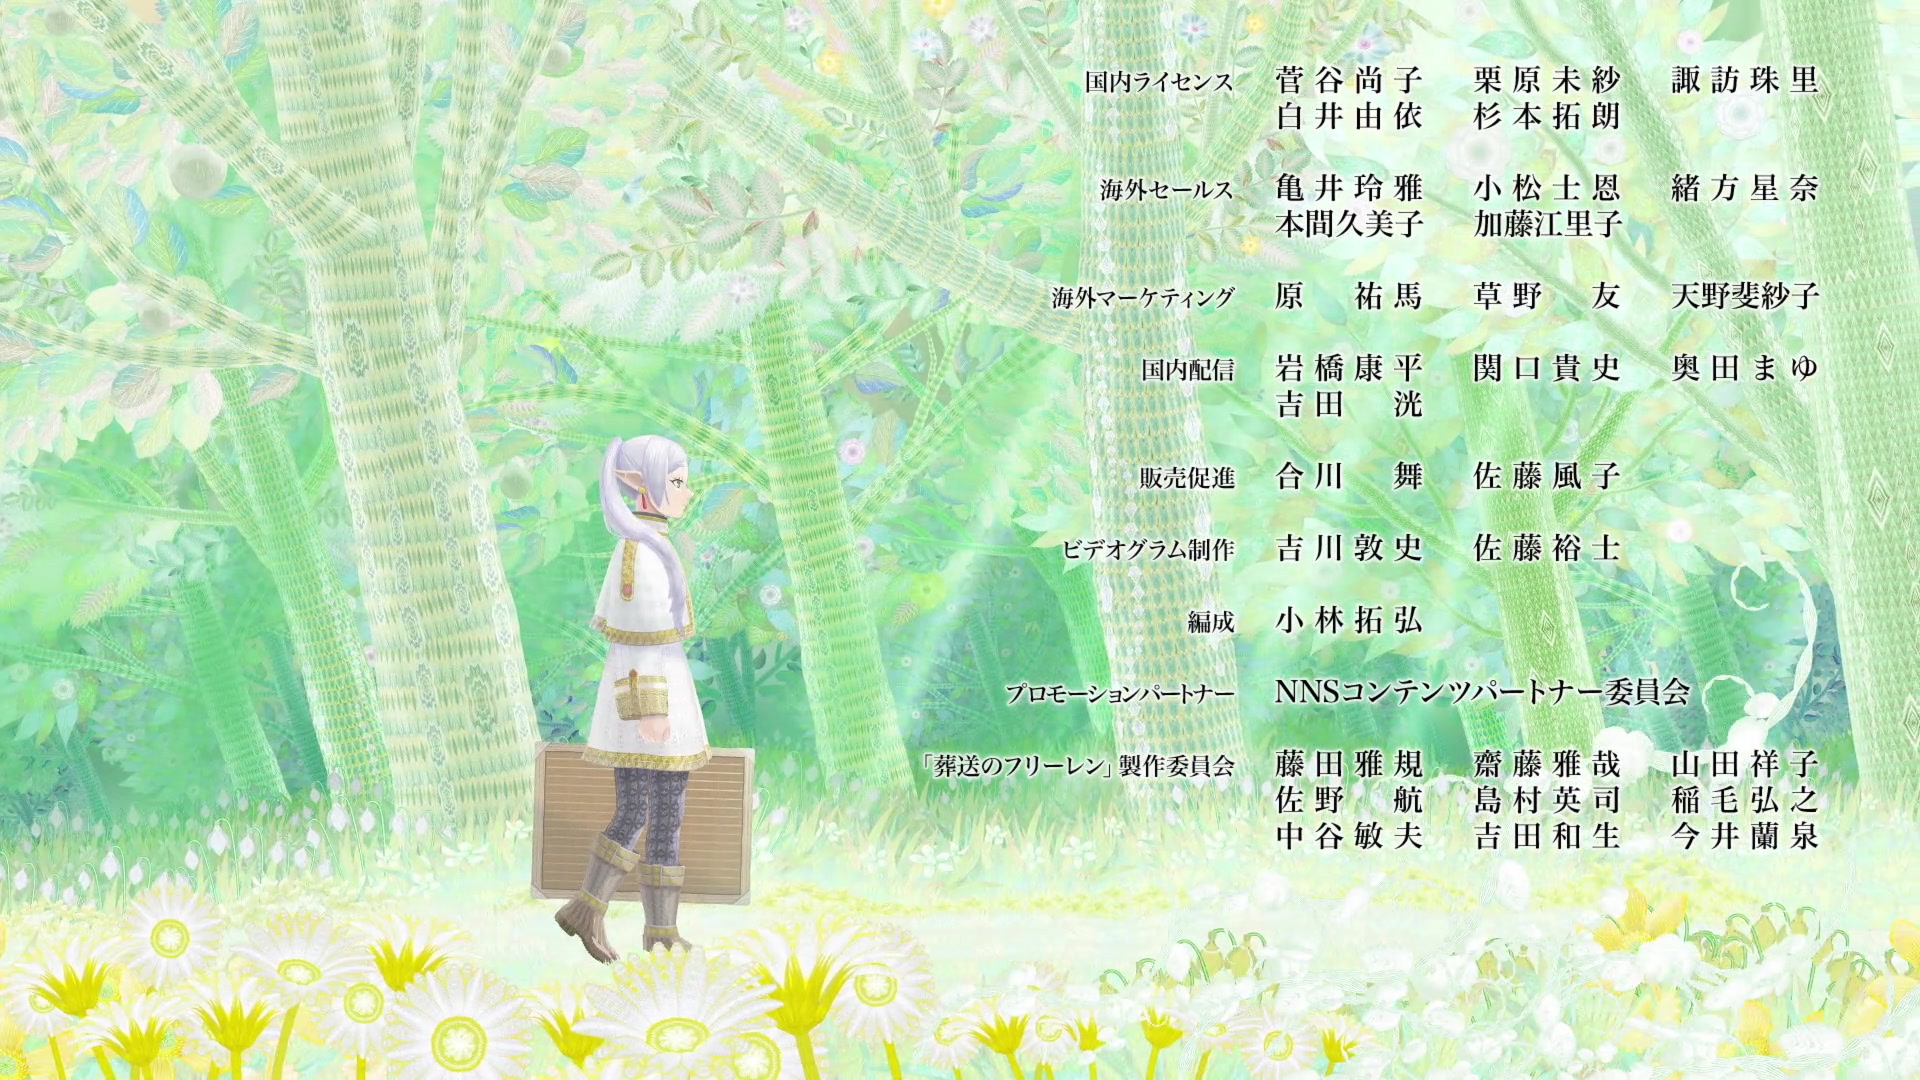 国内ライセンス 菅谷尚子 栗原未紗 諏訪珠里
白井由依 杉本拓朗
海外セールス 亀井玲雅 小松士恩 緒方星奈
本間久美子 加藤江里子
海外マーケティング 原祐馬 草野友 天野斐紗子
国内配信 岩橋康平 関口貴史 奥田まゆ
吉田洸
販売促進 合川舞 佐藤風子
ビデオグラム制作 吉川敦史 佐藤裕士
編成 小林拓弘
プロモーションパートナー NNSコンテンツパートナー委員会
「葬送のフリーレン」製作委員会 藤田雅規 齋藤雅哉 山田祥子
佐野航 島村英司 稲毛弘之
中谷敏夫 吉田和生 今井蘭泉